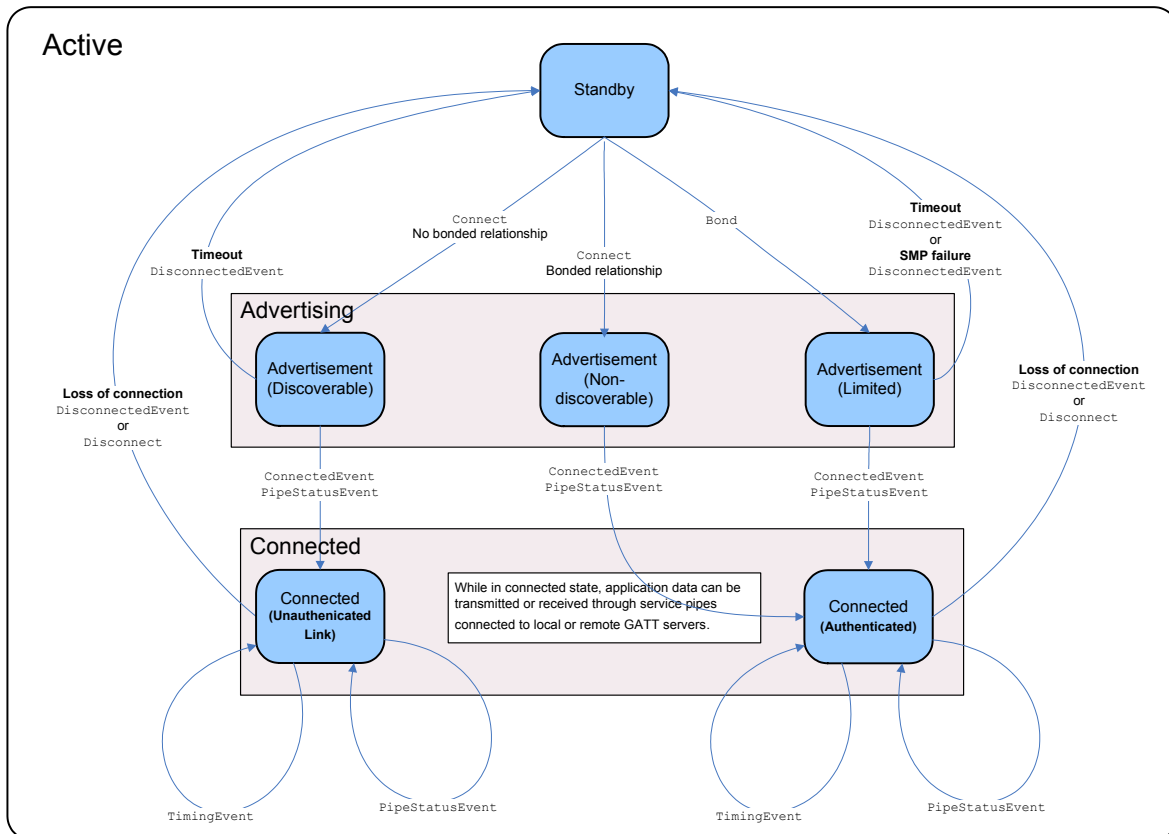 Active
Standby
Connect
No bonded relationship
Connect
Bonded relationship
Bond
Timeout
DisconnectedEvent
or
SMP failure
DisconnectedEvent
Timeout
DisconnectedEvent
Advertising
Advertisement
(Discoverable)
Advertisement
(Non-
discoverable)
Advertisement
(Limited)
Loss of connection
DisconnectedEvent
or
Disconnect
Loss of connection
DisconnectedEvent
or
Disconnect
ConnectedEvent
PipeStatusEvent
ConnectedEvent
PipeStatusEvent
ConnectedEvent
PipeStatusEvent
Connected
Connected
(Unauthenicated
Link)
While in connected state, application data can be
transmitted or received through service pipes
connected to local or remote GATT servers.
Connected
(Authenticated)
TimingEvent
PipeStatusEvent
TimingEvent
PipeStatusEvent